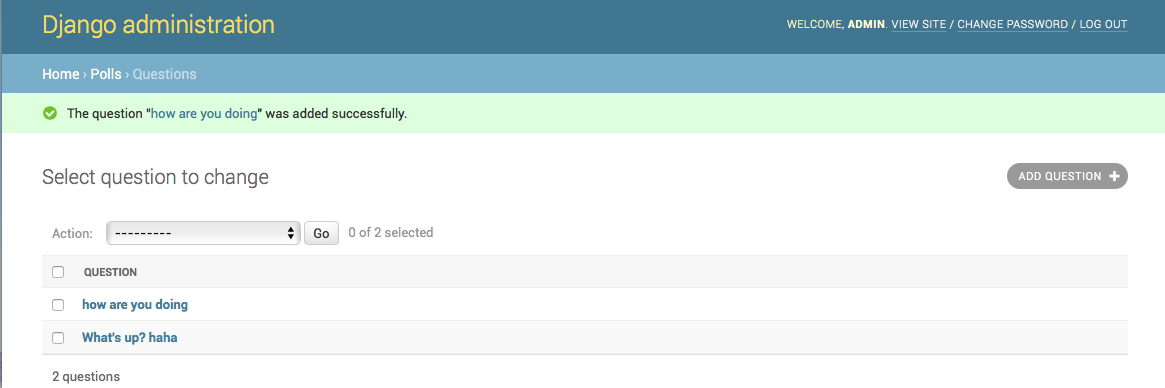 Django administration
WELCOME, ADMIN. VIEW SITE / CHANGE PASSWORD / LOG OUT
Home › Polls › Questions
The question "how are you doing" was added successfully.
Select question to change
ADD QUESTION +
Action: --------- Go 0 of 2 selected
QUESTION
how are you doing
What's up? haha
2 questions